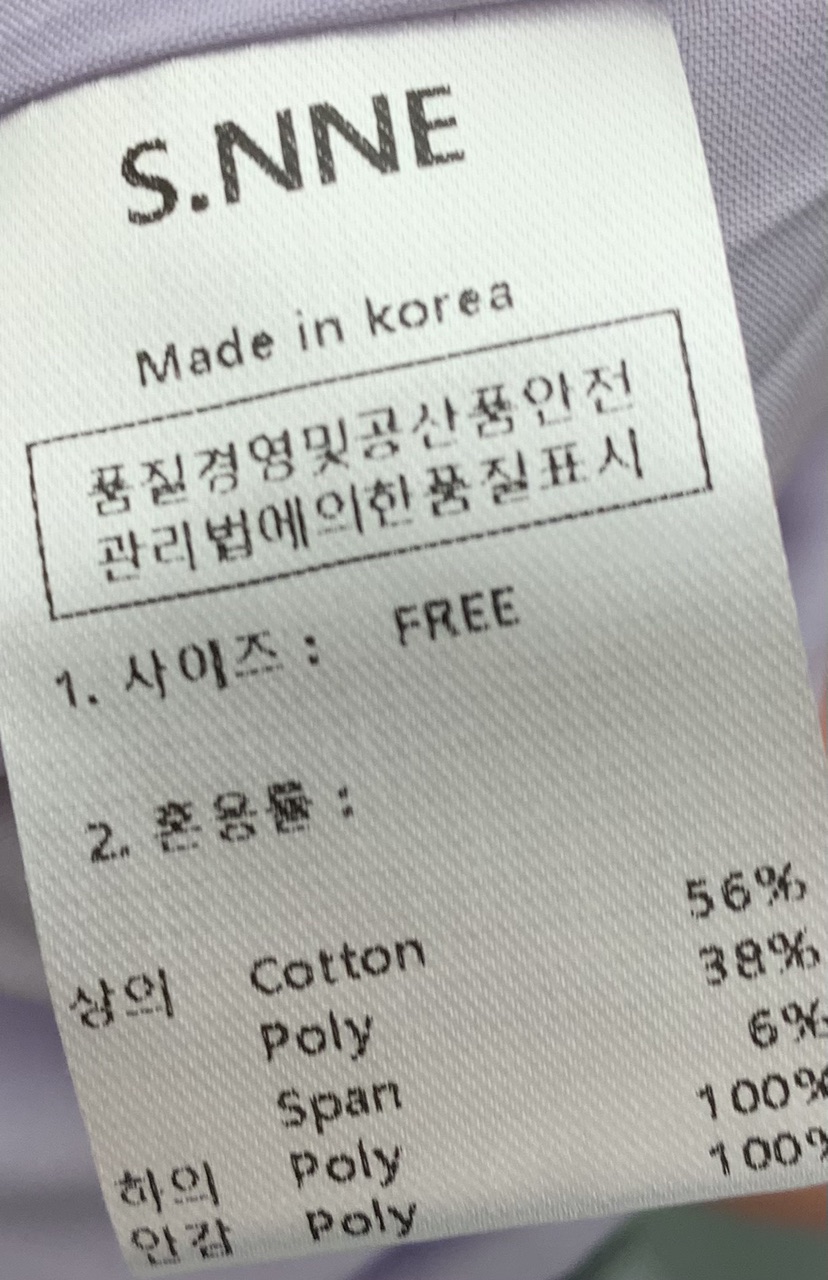 S.NNE
Made in korea
품질경영및공산품안전
관리법에의한품질표시
1. 사이즈 : FREE
2. 혼용률 :
상의 Cotton 56%
Poly 38%
Span 6%
하의 Poly 100%
안감 Poly 100%